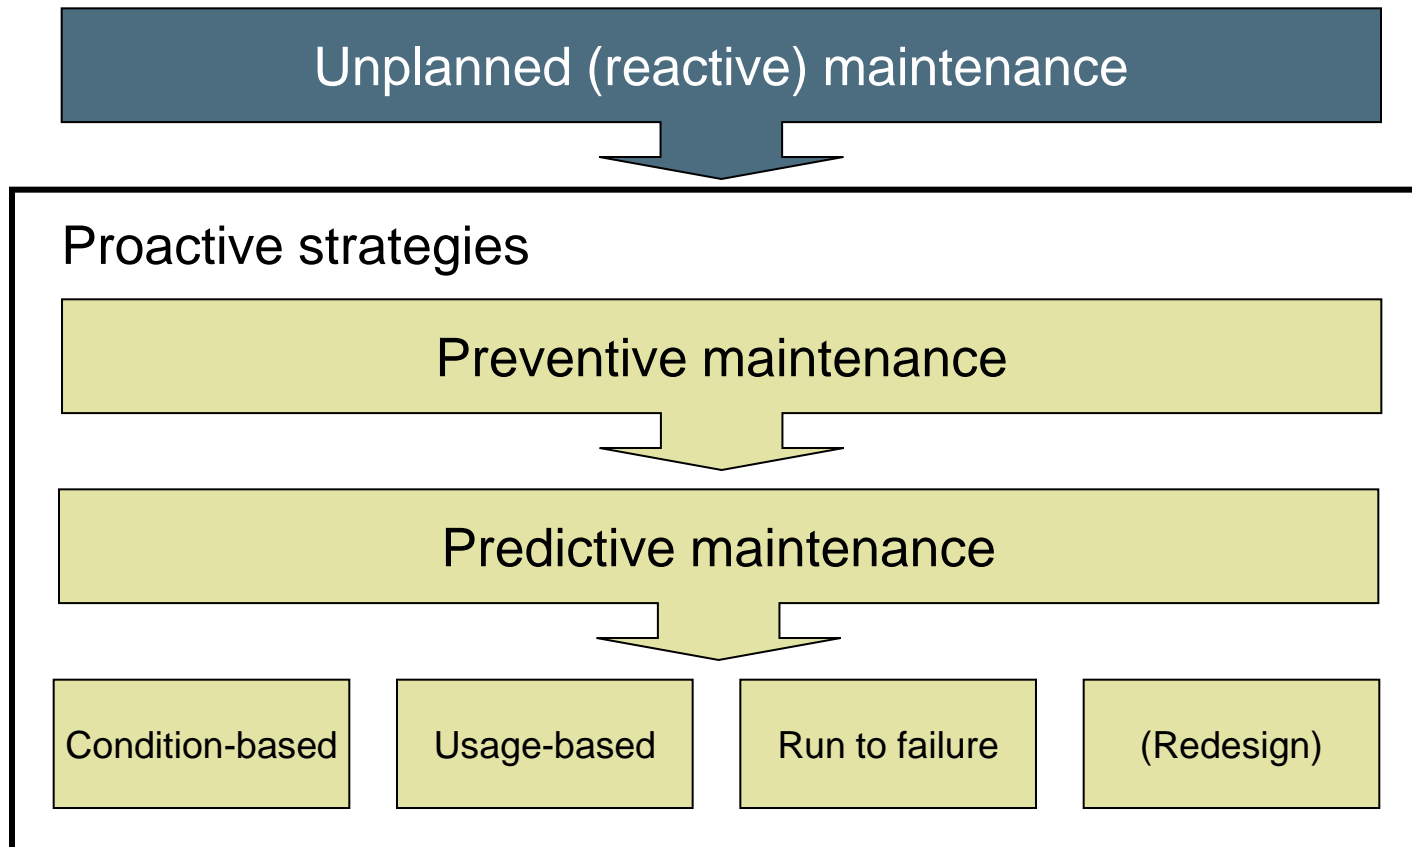 Unplanned (reactive) maintenance
Proactive strategies
Preventive maintenance
Predictive maintenance
Condition-based
Usage-based
Run to failure
(Redesign)